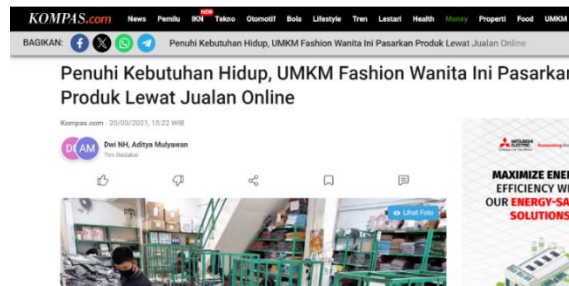 KOMPAS.com News Pemilu IKN NEW Tekno Otomotif Bola Lifestyle Tren Lestari Health Money Properti Food UMKM
BAGIKAN: Penuhi Kebutuhan Hidup, UMKM Fashion Wanita Ini Pasarkan Produk Lewat Jualan Online
Penuhi Kebutuhan Hidup, UMKM Fashion Wanita Ini Pasarkan
Produk Lewat Jualan Online
Kompas.com - 20/03/2021, 15:22 WIB
DN AM Dwi NH, Aditya Mulyawan
Tim Redaksi
Lihat Foto
MITSUBISHI
ELECTRIC
MAXIMIZE ENE
EFFICIENCY W
OUR ENERGY-SA
SOLUTIONS